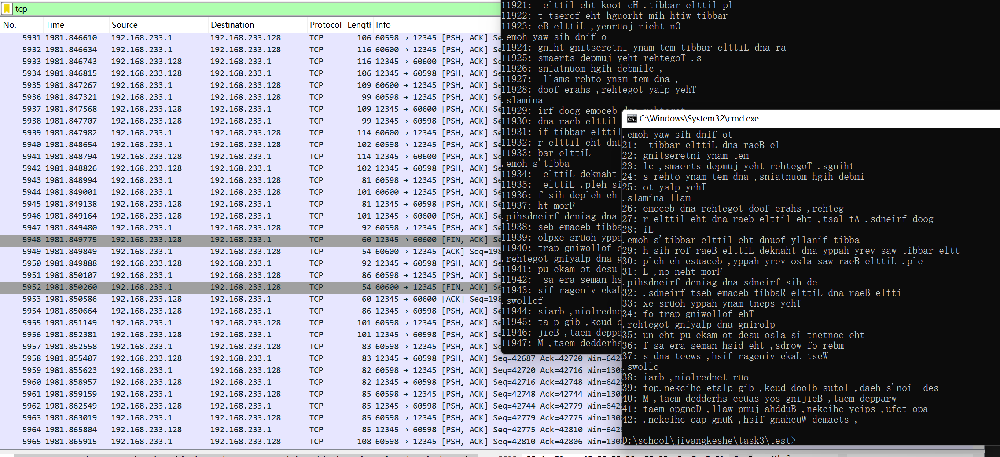 tcp
No. Time Source Destination Protocol Lengtl Info
5931 1981.846610 192.168.233.1 192.168.233.128 TCP 106 60598 → 12345 [PSH, ACK] Se
5932 1981.846634 192.168.233.1 192.168.233.128 TCP 116 60600 → 12345 [PSH, ACK] Se
5933 1981.846743 192.168.233.128 192.168.233.1 TCP 116 12345 → 60600 [PSH, ACK] Se
5934 1981.846815 192.168.233.128 192.168.233.1 TCP 106 12345 → 60598 [PSH, ACK] Se
5935 1981.847267 192.168.233.1 192.168.233.128 TCP 109 60600 → 12345 [PSH, ACK] Se
5936 1981.847321 192.168.233.1 192.168.233.128 TCP 99 60598 → 12345 [PSH, ACK] Se
5937 1981.847568 192.168.233.128 192.168.233.1 TCP 109 12345 → 60600 [PSH, ACK] Se
5938 1981.847707 192.168.233.128 192.168.233.1 TCP 99 12345 → 60598 [PSH, ACK] Se
5939 1981.847982 192.168.233.1 192.168.233.128 TCP 114 60600 → 12345 [PSH, ACK] Se
5940 1981.848654 192.168.233.1 192.168.233.128 TCP 102 60598 → 12345 [PSH, ACK] Se
5941 1981.848794 192.168.233.128 192.168.233.1 TCP 114 12345 → 60600 [PSH, ACK] Se
5942 1981.848826 192.168.233.128 192.168.233.1 TCP 102 12345 → 60598 [PSH, ACK] Se
5943 1981.848994 192.168.233.1 192.168.233.128 TCP 81 60598 → 12345 [PSH, ACK] Se
5944 1981.849001 192.168.233.1 192.168.233.128 TCP 101 60600 → 12345 [PSH, ACK] Se
5945 1981.849138 192.168.233.128 192.168.233.1 TCP 81 12345 → 60598 [PSH, ACK] Se
5946 1981.849164 192.168.233.128 192.168.233.1 TCP 101 12345 → 60600 [PSH, ACK] Se
5947 1981.849480 192.168.233.1 192.168.233.128 TCP 92 60598 → 12345 [PSH, ACK] Se
5948 1981.849775 192.168.233.128 192.168.233.1 TCP 60 12345 → 60600 [FIN, ACK] Se
5949 1981.849849 192.168.233.1 192.168.233.128 TCP 54 60600 → 12345 [ACK] Seq=198
5950 1981.849888 192.168.233.128 192.168.233.1 TCP 92 12345 → 60598 [PSH, ACK] Se
5951 1981.850107 192.168.233.1 192.168.233.128 TCP 86 60598 → 12345 [PSH, ACK] Se
5952 1981.850260 192.168.233.1 192.168.233.128 TCP 54 60600 → 12345 [FIN, ACK] Se
5953 1981.850586 192.168.233.128 192.168.233.1 TCP 60 12345 → 60600 [ACK] Seq=198
5954 1981.850664 192.168.233.128 192.168.233.1 TCP 86 12345 → 60598 [PSH, ACK] Se
5955 1981.851149 192.168.233.1 192.168.233.128 TCP 101 60598 → 12345 [PSH, ACK] Se
5956 1981.852381 192.168.233.128 192.168.233.1 TCP 101 12345 → 60598 [PSH, ACK] Se
5957 1981.852558 192.168.233.1 192.168.233.128 TCP 83 60598 → 12345 [PSH, ACK] Se
5958 1981.855407 192.168.233.128 192.168.233.1 TCP 83 12345 → 60598 [PSH, ACK] Seq=42687 Ack=42720 Win=642
5959 1981.855623 192.168.233.1 192.168.233.128 TCP 82 60598 → 12345 [PSH, ACK] Seq=42720 Ack=42716 Win=130
5960 1981.858957 192.168.233.128 192.168.233.1 TCP 82 12345 → 60598 [PSH, ACK] Seq=42716 Ack=42748 Win=642
5961 1981.859159 192.168.233.1 192.168.233.128 TCP 85 60598 → 12345 [PSH, ACK] Seq=42748 Ack=42744 Win=130
5962 1981.862549 192.168.233.128 192.168.233.1 TCP 85 12345 → 60598 [PSH, ACK] Seq=42744 Ack=42779 Win=642
5963 1981.863019 192.168.233.1 192.168.233.128 TCP 85 60598 → 12345 [PSH, ACK] Seq=42779 Ack=42775 Win=130
5964 1981.865804 192.168.233.128 192.168.233.1 TCP 85 12345 → 60598 [PSH, ACK] Seq=42775 Ack=42810 Win=642
5965 1981.865915 192.168.233.1 192.168.233.128 TCP 108 60598 → 12345 [PSH, ACK] Seq=42810 Ack=42806 Win=130
11921:  elttil eht koot eH .tibbar elttil pl
11922: t tserof eht hguorht mih htiw tibbar
11923: eB elttiL ,yenruoj rieht nO
.emoh yaw sih dnif o
11924: gniht gnitseretni ynam tem tibbar elttiL dna ra
11925: smaerts depmuj yeht rehtegoT .s
11926: sniatnuom hgih debmilc ,
11927:  llams rehto ynam tem dna ,
11928: doof erahs ,rehtegot yalp yehT
.slamina
11929: irf doog emoceb dna rehtegot
11930: dna raeb elttil
11931: if tibbar elttil
11932: r elttil eht dnu
11933: bar elttiL
.emoh s'tibba
11934:  elttiL deknaht
11935:  elttiL .pleh si
11936: f sih depleh eh
11937: ht morF
.pihsdneirf deniag dna
11938: seb emaceb tibba
11939: olpxe sruoh yppa
11940: trap gniwollof e
.rehtegot gniyalp dna g
11941: pu ekam ot desu
11942:  sa era seman hs
11943: sif rageniv ekaL
.swollof
11944: siarb ,niolredne
11945: talp gib ,kcud d
11946: jieB ,taem deppa
11947: M ,taem dedderhs
C:\Windows\System32\cmd.exe
.emoh yaw sih dnif ot
21:  tibbar elttiL dna raeB el
22: gnitseretni ynam tem
23: lc ,smaerts depmuj yeht rehtegoT .sgniht
24: s rehto ynam tem dna ,sniatnuom hgih debmi
25: ot yalp yehT
.slamina llam
26: emoceb dna rehtegot doof erahs ,rehteg
27: r elttil eht dna raeb elttil eht ,tsal tA .sdneirf doog
28: iL
.emoh s'tibbar elttil eht dnuof yllanif tibba
29: h sih rof raeB elttiL deknaht dna yppah yrev saw tibbar eltt
30: pleh eh esuaceb ,yppah yrev osla saw raeB elttiL .ple
31: L ,no neht morF
.pihsdneirf deniag dna sdneirf sih de
32: .sdneirf tseb emaceb tibbaR elttiL dna raeB eltti
33: xe sruoh yppah ynam tneps yehT
34: fo trap gniwollof ehT
.rehtegot gniyalp dna gnirolp
35: un eht pu ekam ot desu osla si tnetnoc eht
36: f sa era seman hsid eht ,sdrow fo rebm
37: s dna teews ,hsif rageniv ekaL tseW
.swollo
38: iarb ,niolrednet ruo
39: top.nekcihc etalp gib ,kcud doolb sutol ,daeh s'noil des
40: M ,taem dedderhs ecuas yos gnijieB ,taem depparw
41: taem opgnoD ,llaw pmuj ahdduB ,nekcihc ycips ,ufot opa
42: .nekcihc oap gnuK ,hsif gnahcuW demaets ,
D:\school\jiwangkeshe\task3\test>